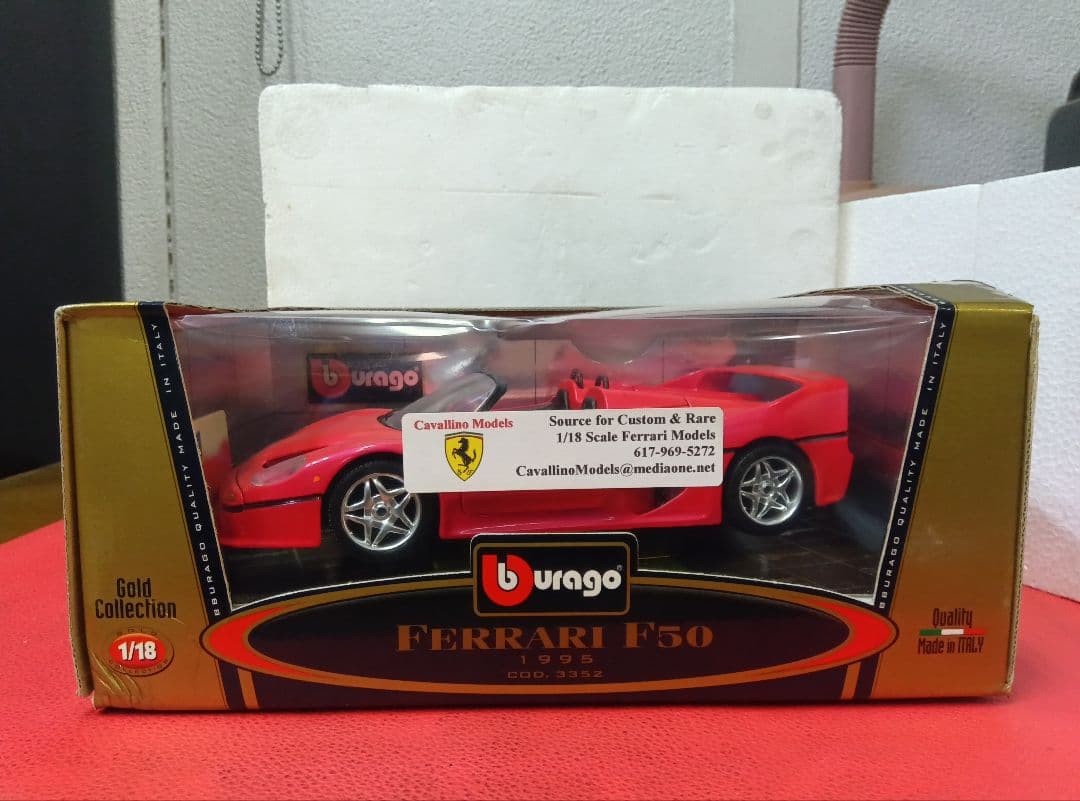 BBURAGO QUALITY MADE IN ITALY
burago
Cavallino Models
Source for Custom & Rare
1/18 Scale Ferrari Models
617-969-5272
CavallinoModels@mediaone.net
BBURAGO QUALITY MADE IN ITALY
burago
FERRARI F50
1995
COD. 3352
Gold
Collection
GOLD
1/18
COLLECTION
Quality
Made in ITALY